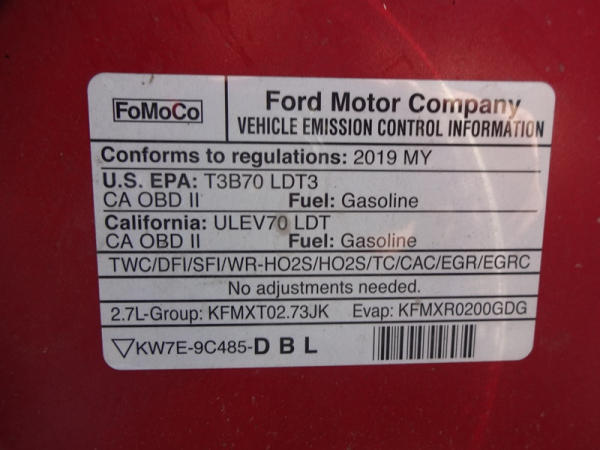 FoMoCo
Ford Motor Company
VEHICLE EMISSION CONTROL INFORMATION
Conforms to regulations: 2019 MY
U.S. EPA: T3B70 LDT3
CA OBD II Fuel: Gasoline
California: ULEV70 LDT
CA OBD II Fuel: Gasoline
TWC/DFI/SFI/WR-HO2S/HO2S/TC/CAC/EGR/EGRC
No adjustments needed.
2.7L-Group: KFMXT02.73JK Evap: KFMXR0200GDG
▽KW7E-9C485-DBL